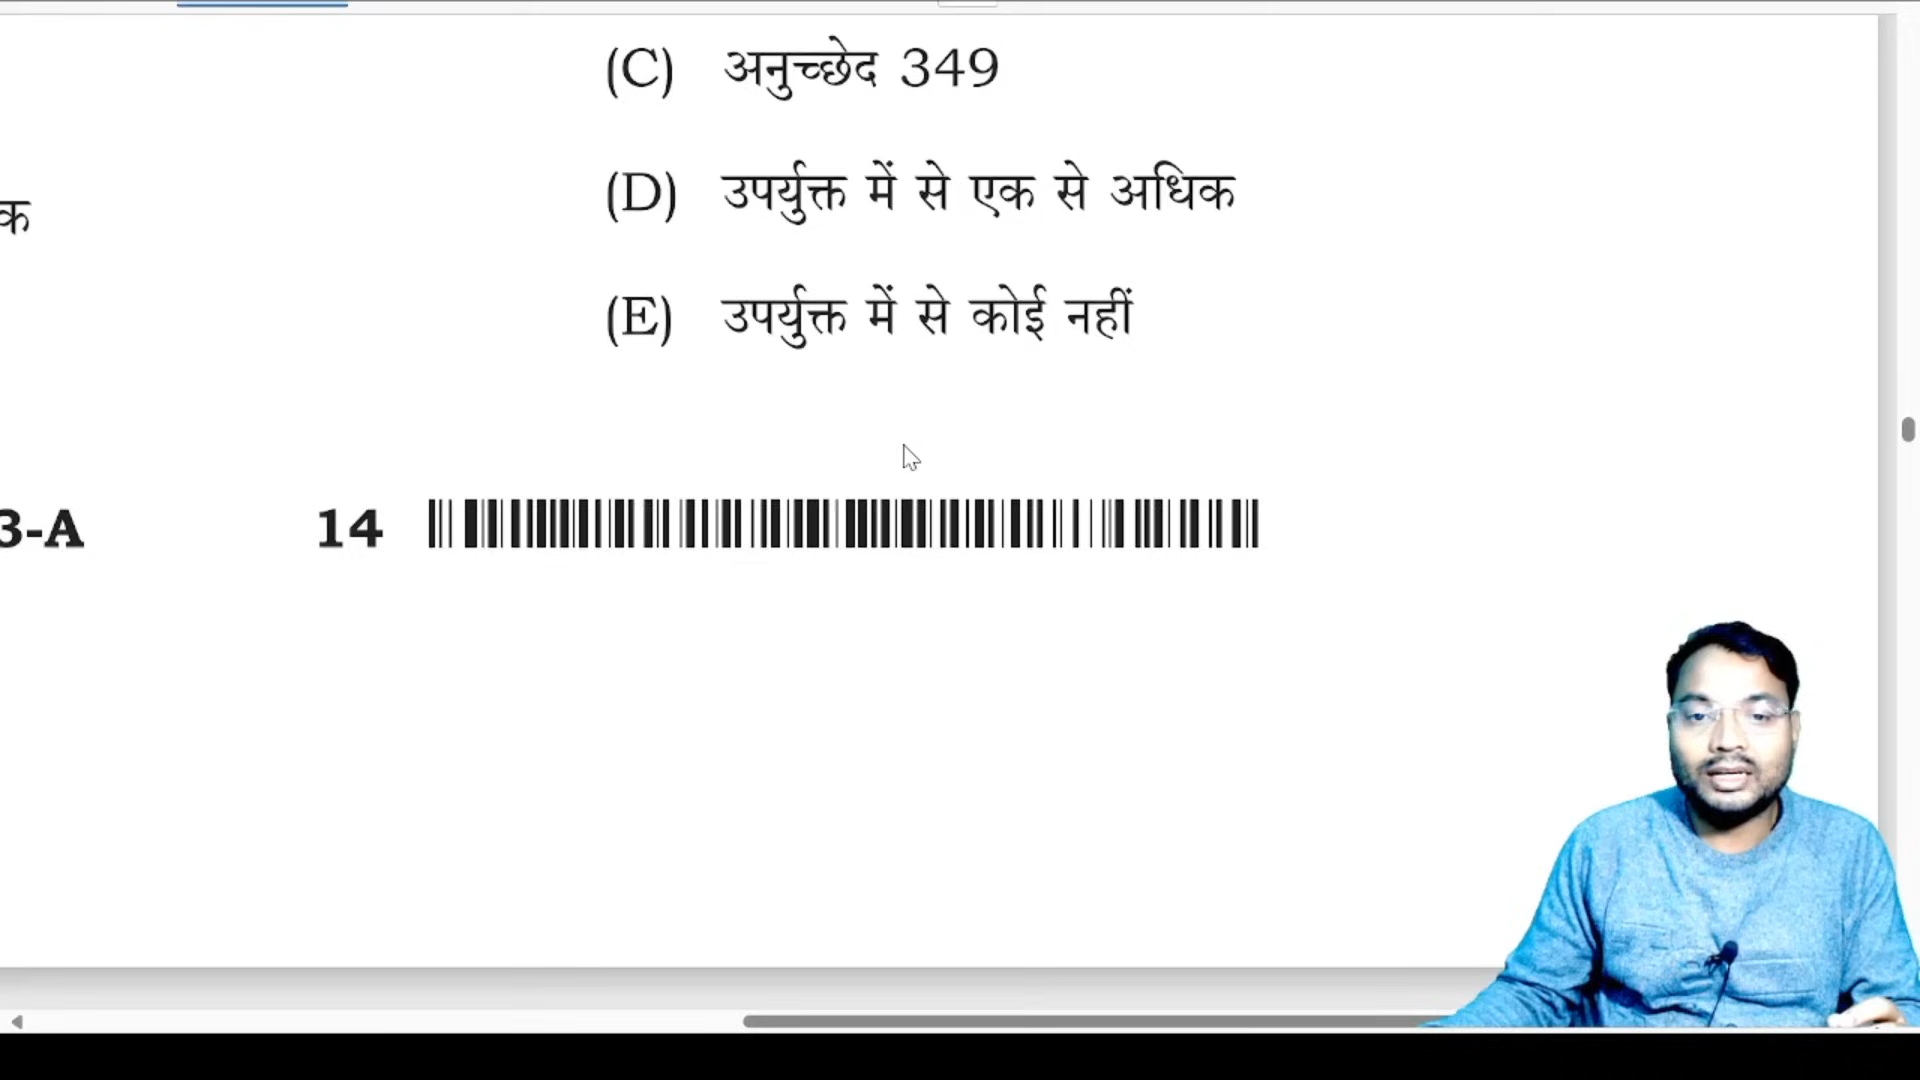 (C) अनुच्छेद 349
(D) उपर्युक्त में से एक से अधिक
क
(E) उपर्युक्त में से कोई नहीं
3-A 14